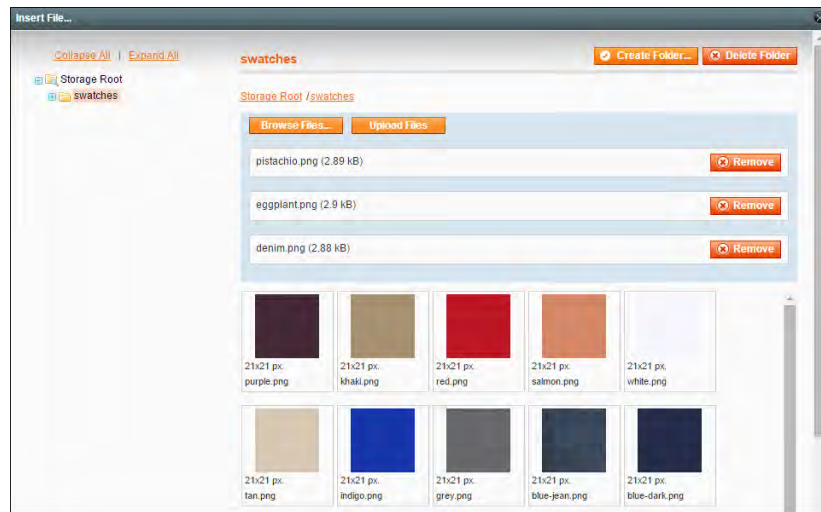 Insert File...
Collapse All | Expand All
Storage Root
swatches
swatches
Create Folder...
Delete Folder
Storage Root /swatches
Browse Files...
Upload Files
pistachio.png (2.89 kB)
Remove
eggplant.png (2.9 kB)
Remove
denim.png (2.88 kB)
Remove
21x21 px. 21x21 px. 21x21 px. 21x21 px. 21x21 px.
purple.png khaki.png red.png salmon.png white.png
21x21 px. 21x21 px. 21x21 px. 21x21 px. 21x21 px.
tan.png indigo.png grey.png blue-jean.png blue-dark.png